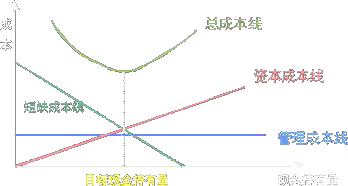 成
本
总成本线
资本成本线
短缺成本线
管理成本线
目标现金持有量
现金持有量